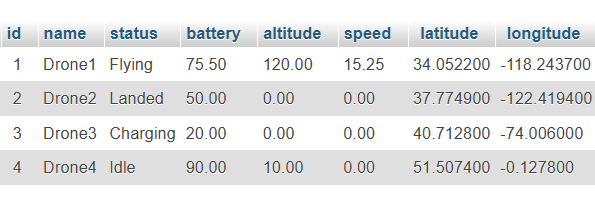 id name status battery altitude speed latitude longitude
1 Drone1 Flying 75.50 120.00 15.25 34.052200 -118.243700
2 Drone2 Landed 50.00 0.00 0.00 37.774900 -122.419400
3 Drone3 Charging 20.00 0.00 0.00 40.712800 -74.006000
4 Drone4 Idle 90.00 10.00 0.00 51.507400 -0.127800